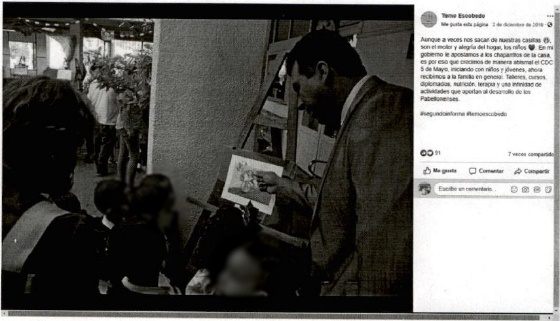 Temo Escobedo
Me gusta esta página · 2 de diciembre de 2018 ·
Aunque a veces nos sacan de nuestras casillas
son el motor y alegría del hogar, los niños
En mi
gobierno le apostamos a los chaparritos de la casa,
es por eso que crecimos de manera abismal el CDC
5 de Mayo, iniciando con niños y jóvenes, ahora
recibimos a la familia en general. Talleres, cursos,
diplomados, nutrición, terapia y una infinidad de
actividades que aportan al desarrollo de los
Pabellonenses.
#segundoinforme #temoescobedo
91
7 veces compartido
Me gusta
Comentar
Compartir
Escribe un comentario...